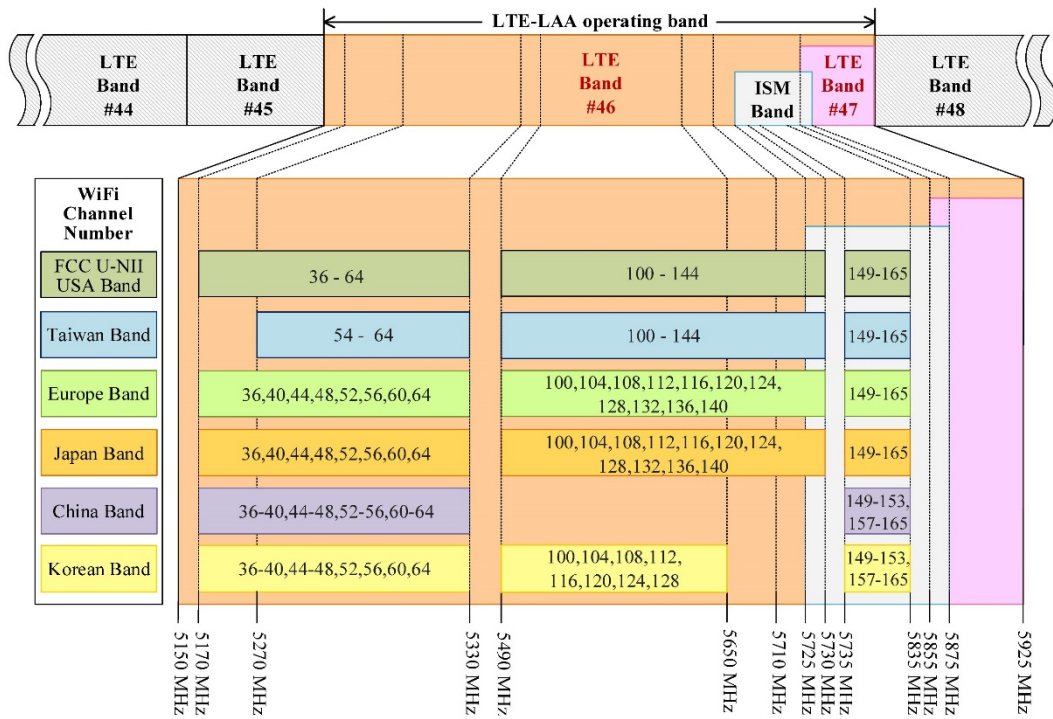 LTE-LAA operating band
LTE
Band
#44
LTE
Band
#45
LTE
Band
#46
ISM
Band
LTE
Band
#47
LTE
Band
#48
WiFi
Channel
Number
FCC U-NII
USA Band
36 - 64
100 - 144
149-165
Taiwan Band
54 - 64
100 - 144
149-165
Europe Band
36,40,44-48,52,56,60,64
100,104,108,112,116,120,124,
128,132,136,140
149-165
Japan Band
36,40,44-48,52,56,60,64
100,104,108,112,116,120,124,
128,132,136,140
149-165
China Band
36-40,44-48,52-56,60-64
149-153,
157-165
Korean Band
36-40,44-48,52,56,60,64
100,104,108,112,
116,120,124,128
149-153,
157-165
5150 MHz
5170 MHz
5270 MHz
5330 MHz
5490 MHz
5650 MHz
5710 MHz
5725 MHz
5730 MHz
5735 MHz
5835 MHz
5855 MHz
5875 MHz
5925 MHz